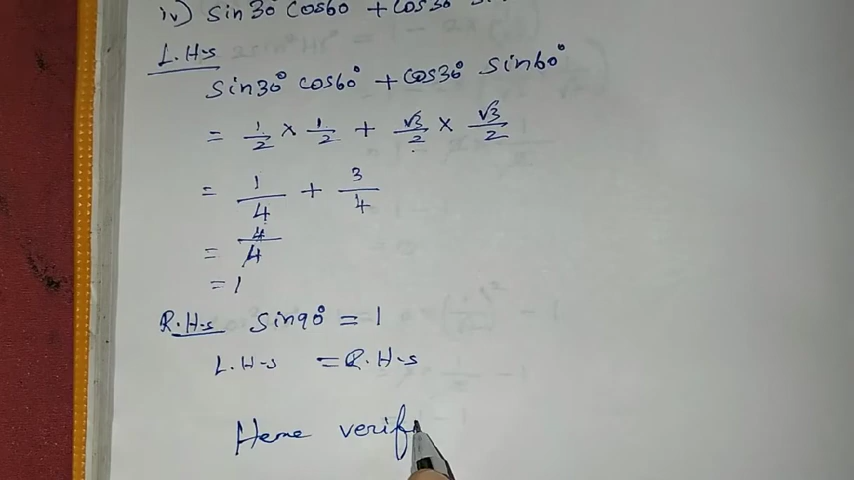 iv) sin30° cos60° + cos30°
L.H-s
sin30° cos60° + cos30° sin60°
= 1/2 × 1/2 + √3/2 × √3/2
= 1/4 + 3/4
= 4/4
= 1
R.H-s sin90° = 1
L.H-s = R.H-s
Hence verif